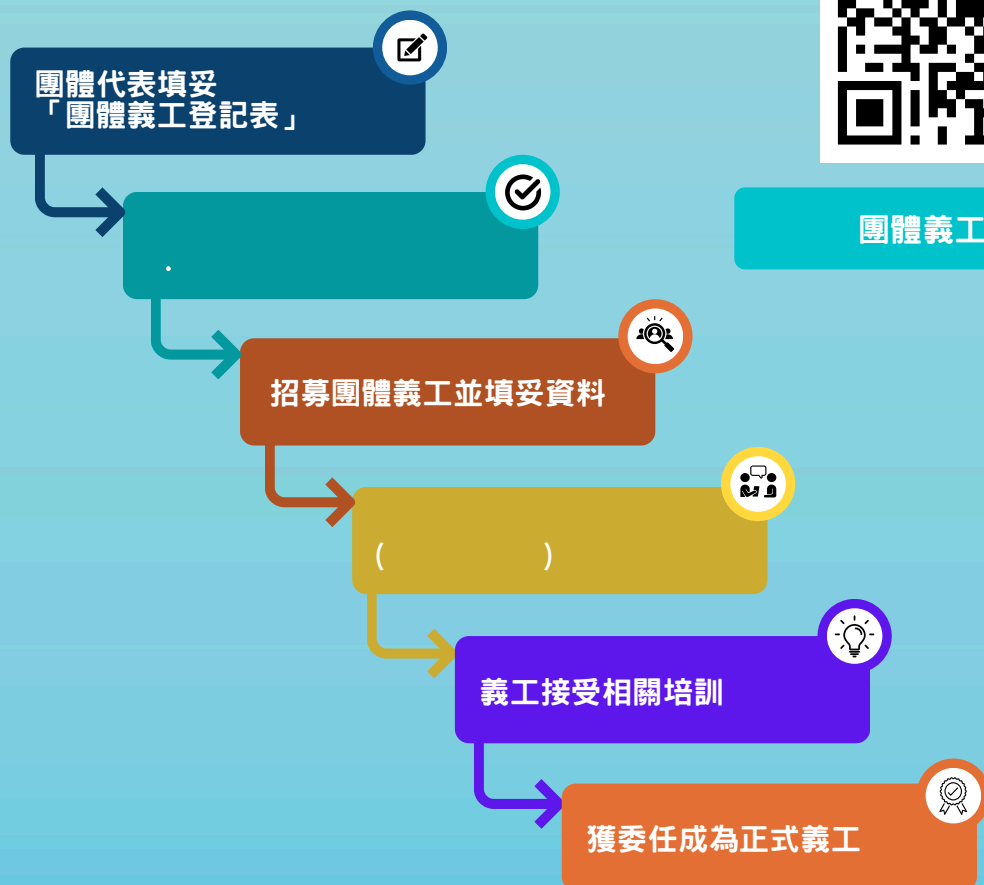 團體代表填妥
「團體義工登記表」
團體義工
.
招募團體義工並填妥資料
(                )
義工接受相關培訓
獲委任成為正式義工